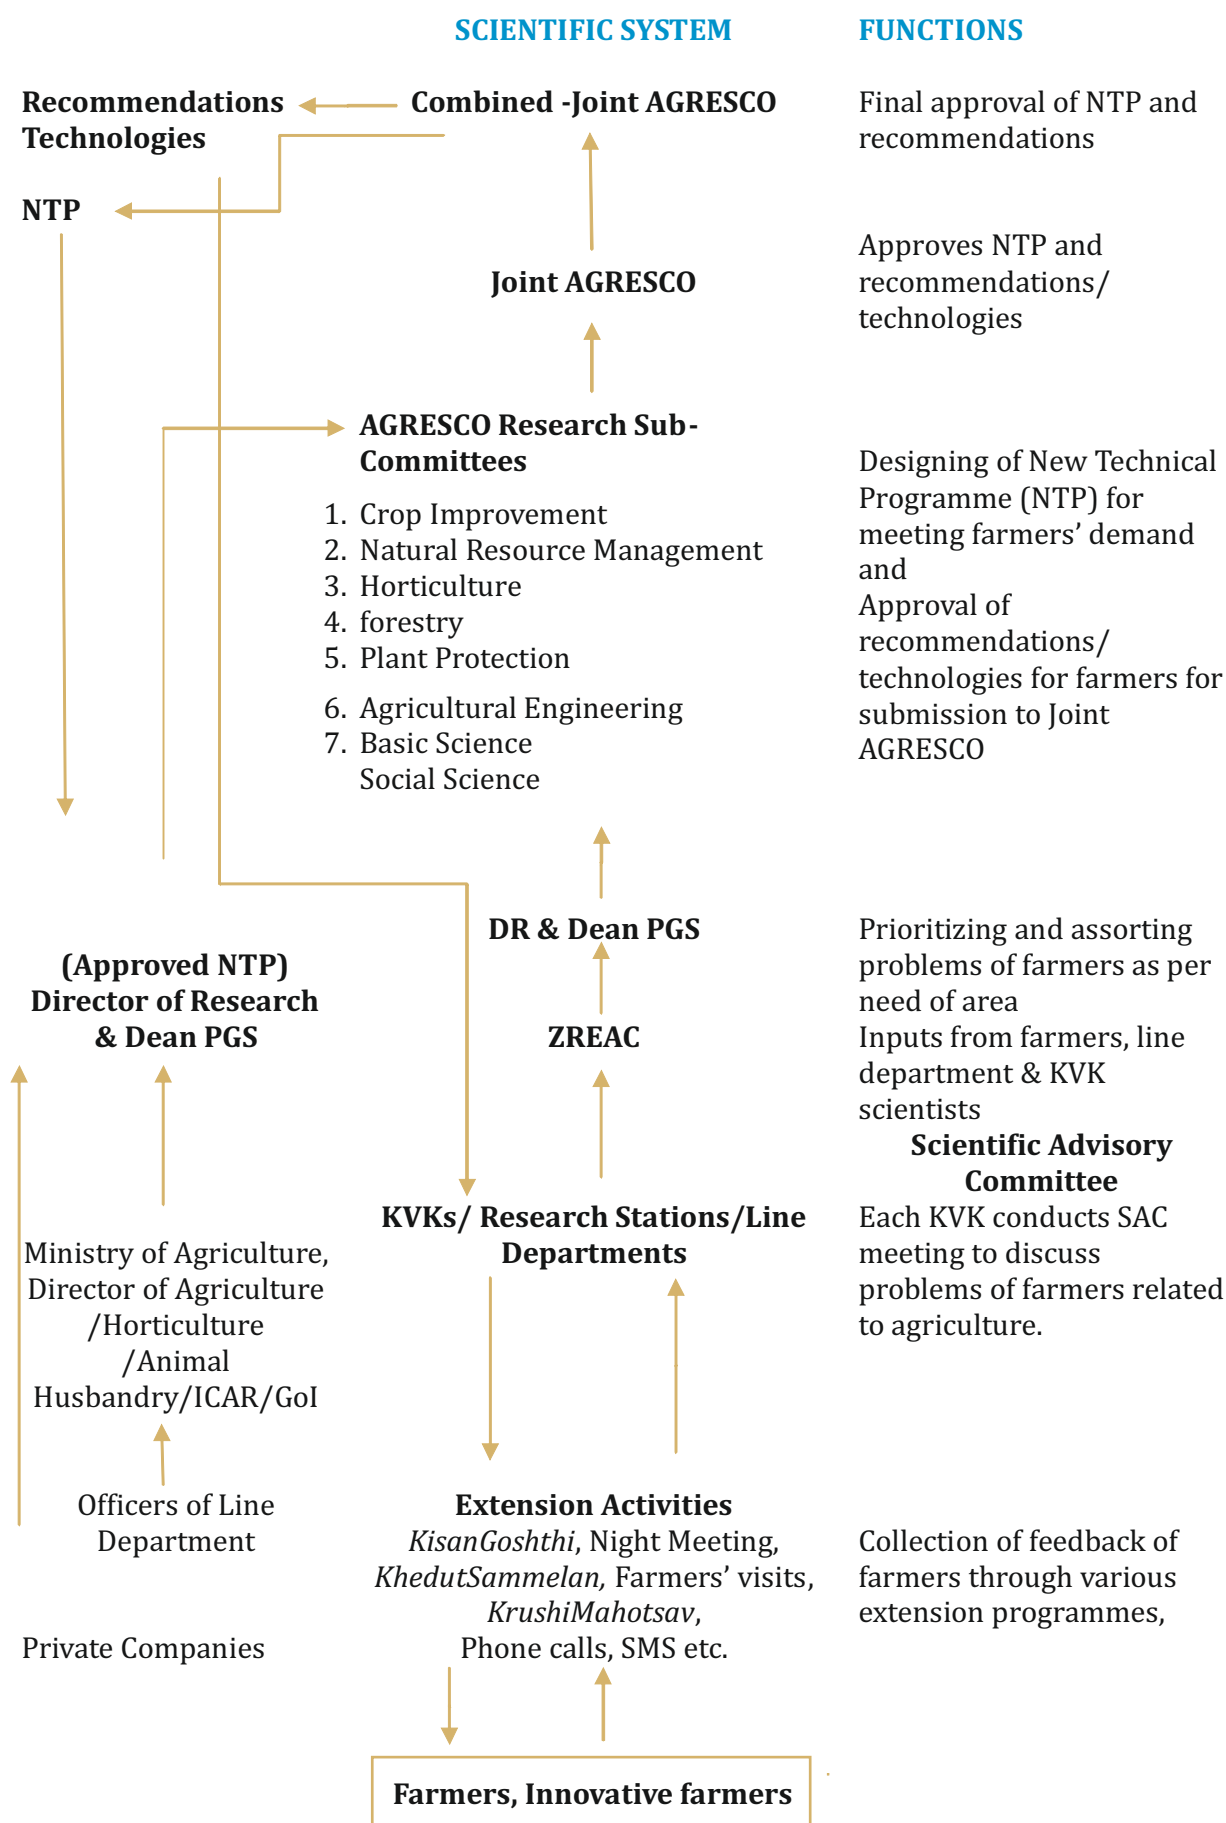 SCIENTIFIC SYSTEM
FUNCTIONS
Recommendations
Technologies
Combined -Joint AGRESCO
Final approval of NTP and
recommendations
NTP
Joint AGRESCO
Approves NTP and
recommendations/
technologies
AGRESCO Research Sub-
Committees
1. Crop Improvement
2. Natural Resource Management
3. Horticulture
4. forestry
5. Plant Protection
6. Agricultural Engineering
7. Basic Science
Social Science
Designing of New Technical
Programme (NTP) for
meeting farmers’ demand
and
Approval of
recommendations/
technologies for farmers for
submission to Joint
AGRESCO
(Approved NTP)
Director of Research
& Dean PGS
DR & Dean PGS
Prioritizing and assorting
problems of farmers as per
need of area
ZREAC
Inputs from farmers, line
department & KVK
scientists
Scientific Advisory
Committee
KVKs/ Research Stations/Line
Departments
Each KVK conducts SAC
meeting to discuss
problems of farmers related
to agriculture.
Ministry of Agriculture,
Director of Agriculture
/Horticulture
/Animal
Husbandry/ICAR/GoI
Officers of Line
Department
Extension Activities
KisanGoshthi, Night Meeting,
KhedutSammelan, Farmers’ visits,
KrushiMahotsav,
Phone calls, SMS etc.
Collection of feedback of
farmers through various
extension programmes,
Private Companies
Farmers, Innovative farmers